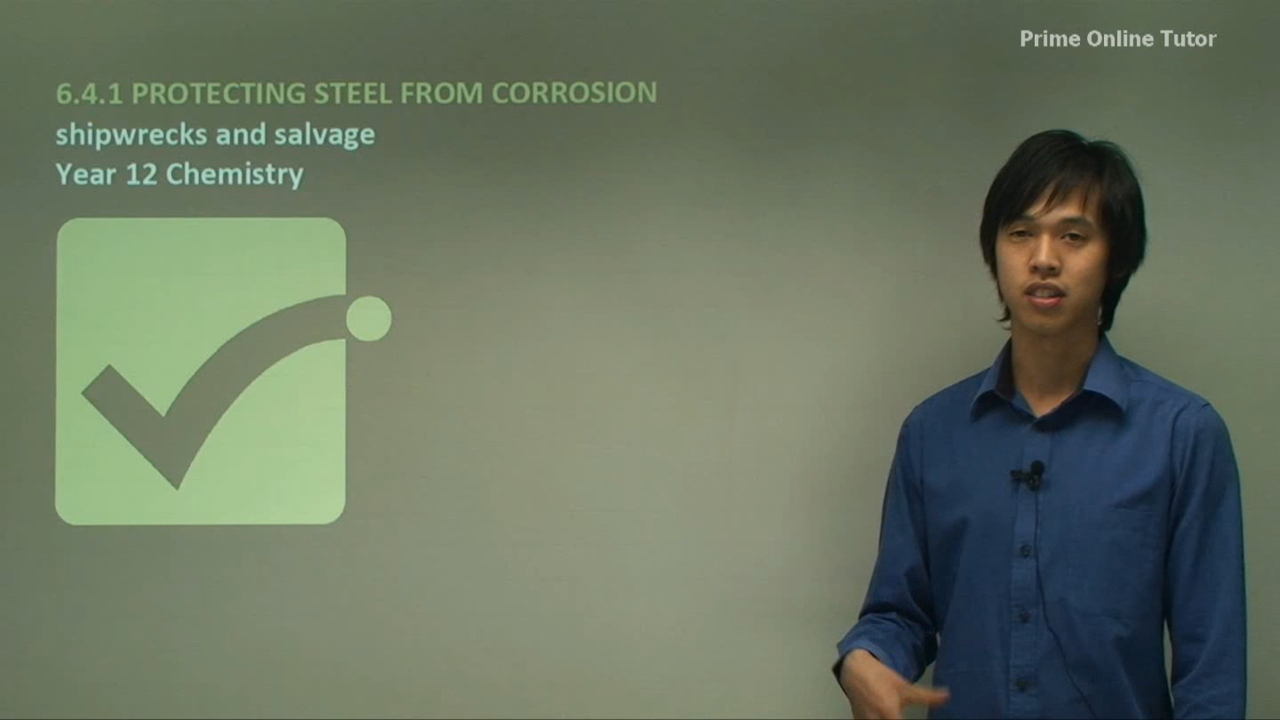 Prime Online Tutor
6.4.1 PROTECTING STEEL FROM CORROSION
shipwrecks and salvage
Year 12 Chemistry